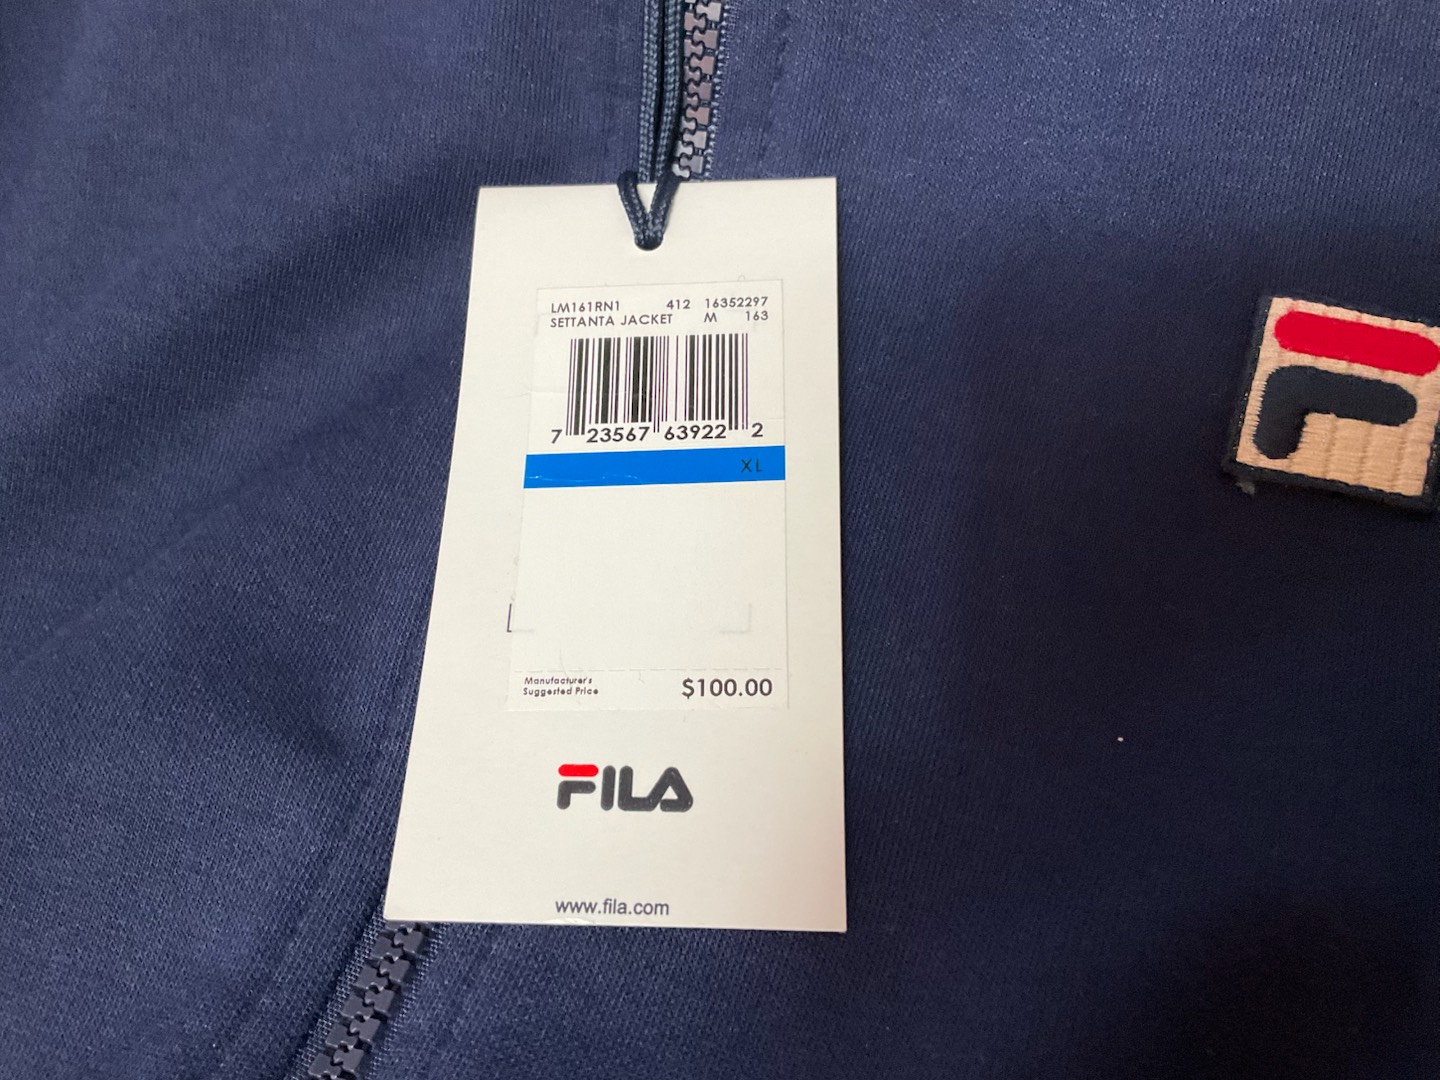 LM161RN1 412 16352297
SETTANTA JACKET M 163
7 23567 63922 2
XL
Manufacturer's
Suggested Price $100.00
FILA
www.fila.com
F